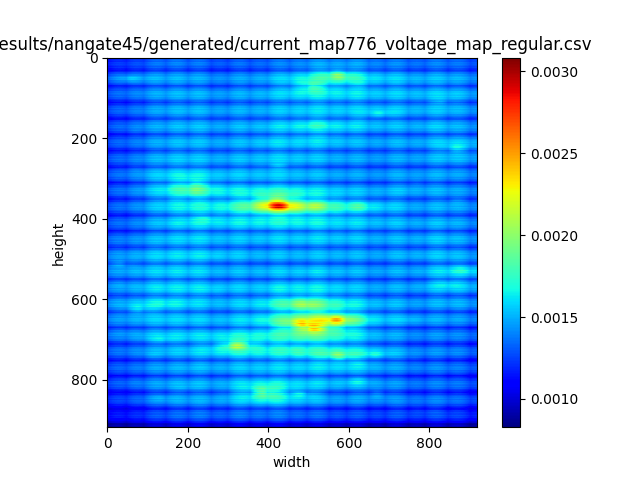 esults/nangate45/generated/current_map776_voltage_map_regular.csv
0
200
400
600
800
height
0 200 400 600 800
width
0.0030
0.0025
0.0020
0.0015
0.0010